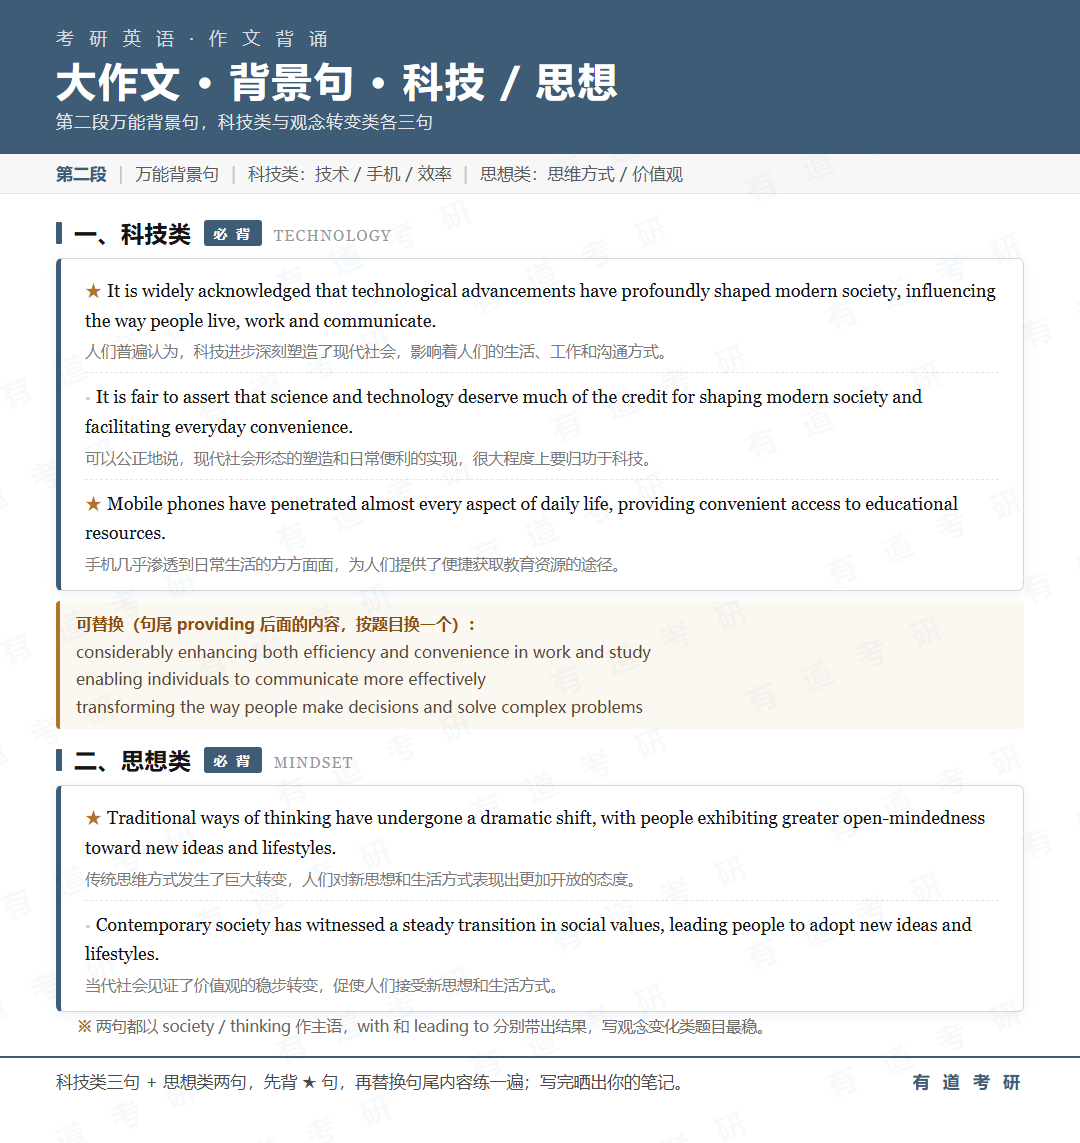 考研英语·作文背诵
大作文·背景句·科技 / 思想
第二段万能背景句，科技类与观念转变类各三句
第二段 | 万能背景句 | 科技类：技术 / 手机 / 效率 | 思想类：思维方式 / 价值观
一、科技类 必背 TECHNOLOGY
★ It is widely acknowledged that technological advancements have profoundly shaped modern society, influencing
the way people live, work and communicate.
人们普遍认为，科技进步深刻塑造了现代社会，影响着人们的生活、工作和沟通方式。
· It is fair to assert that science and technology deserve much of the credit for shaping modern society and
facilitating everyday convenience.
可以公正地说，现代社会形态的塑造和日常便利的实现，很大程度上要归功于科技。
★ Mobile phones have penetrated almost every aspect of daily life, providing convenient access to educational
resources.
手机几乎渗透到日常生活的方方面面，为人们提供了便捷获取教育资源的途径。
可替换（句尾 providing 后面的内容，按题目换一个）：
considerably enhancing both efficiency and convenience in work and study
enabling individuals to communicate more effectively
transforming the way people make decisions and solve complex problems
二、思想类 必背 MINDSET
★ Traditional ways of thinking have undergone a dramatic shift, with people exhibiting greater open-mindedness
toward new ideas and lifestyles.
传统思维方式发生了巨大转变，人们对新思想和生活方式表现出更加开放的态度。
· Contemporary society has witnessed a steady transition in social values, leading people to adopt new ideas and
lifestyles.
当代社会见证了价值观的稳步转变，促使人们接受新思想和生活方式。
※ 两句都以 society / thinking 作主语，with 和 leading to 分别带出结果，写观念变化类题目最稳。
科技类三句 + 思想类两句，先背 ★ 句，再替换句尾内容练一遍；写完晒出你的笔记。
有道考研